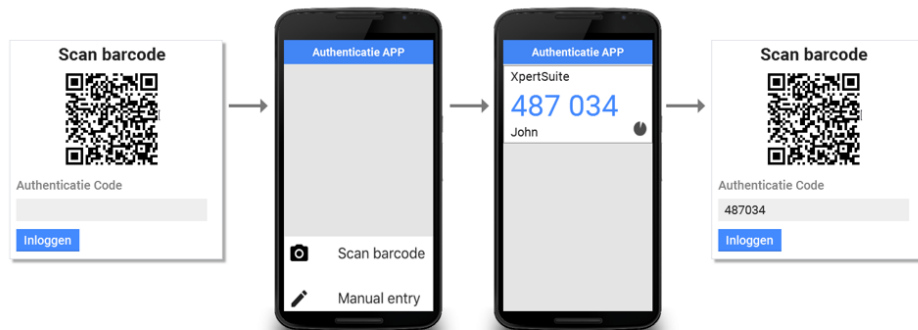 Scan barcode
Authenticatie Code
Inloggen
Authenticatie APP
Scan barcode
Manual entry
Authenticatie APP
XpertSuite
487 034
John
Scan barcode
Authenticatie Code
487034
Inloggen